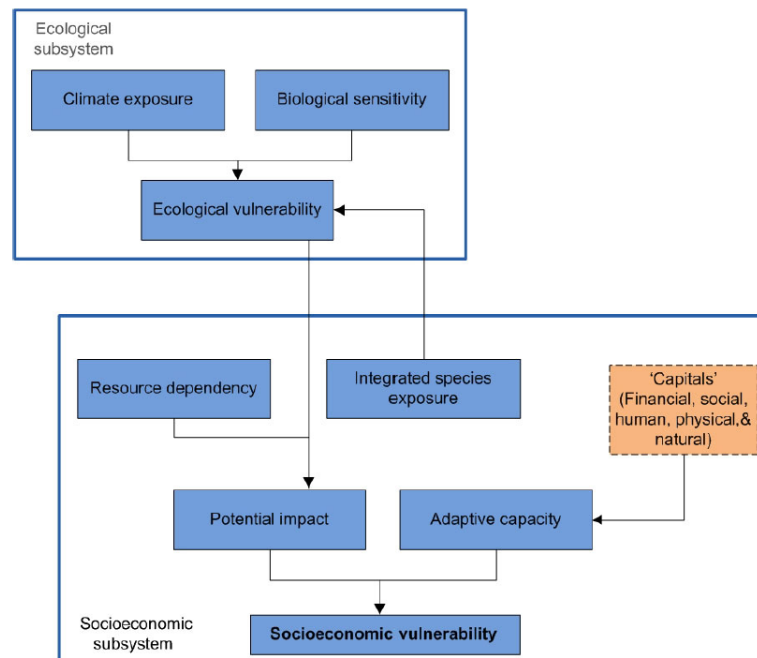 Ecological
subsystem
Climate exposure
Biological sensitivity
Ecological vulnerability
Resource dependency
Integrated species
exposure
'Capitals'
(Financial, social,
human, physical,&
natural)
Potential impact
Adaptive capacity
Socioeconomic
subsystem
Socioeconomic vulnerability